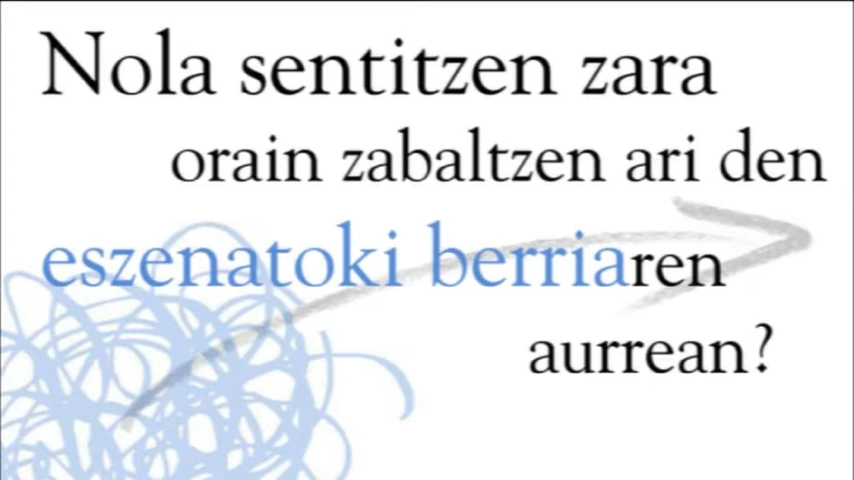 Nola sentitzen zara
orain zabaltzen ari den
eszenatoki berriaren
aurrean?